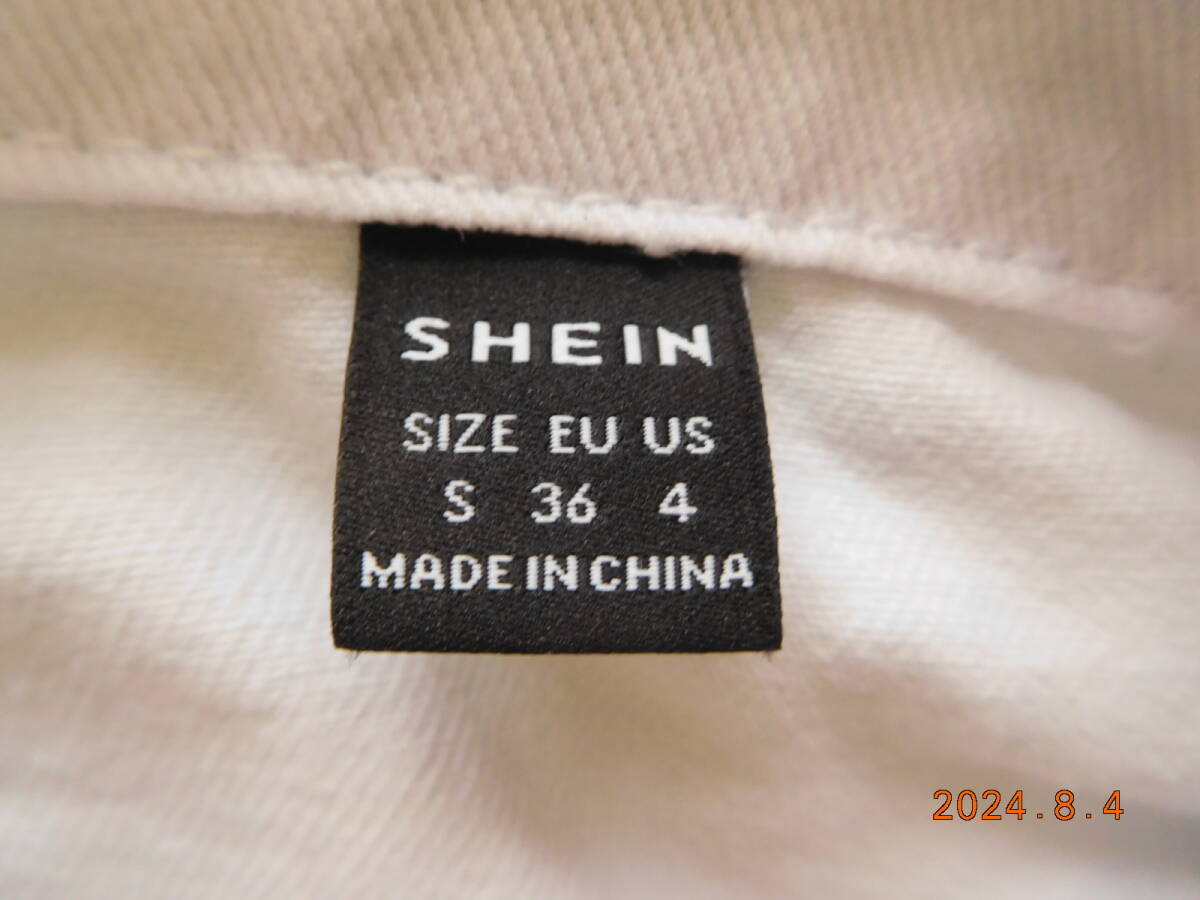 SHEIN
SIZE EU US
S 36 4
MADE IN CHINA
2024.8.4